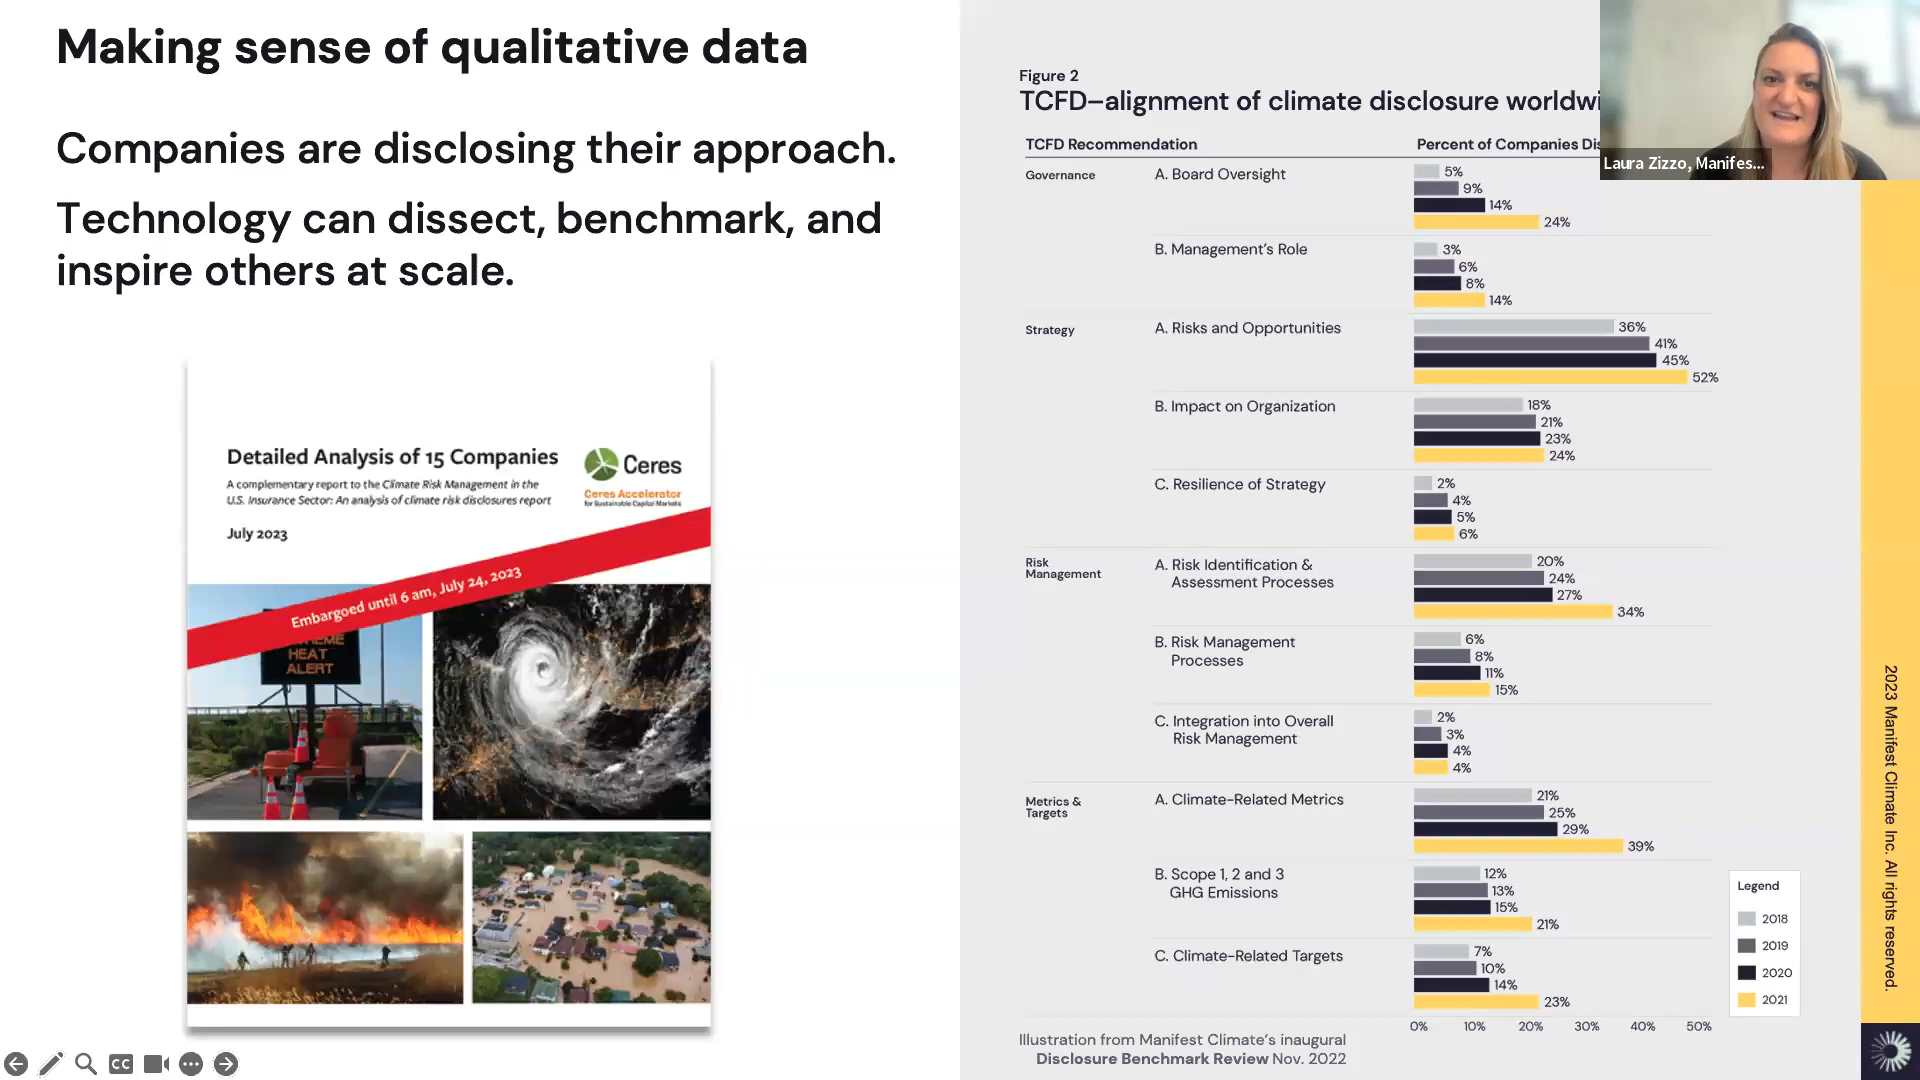 Making sense of qualitative data
Companies are disclosing their approach.
Technology can dissect, benchmark, and
inspire others at scale.
Detailed Analysis of 15 Companies
A complementary report to the Climate Risk Management in the
U.S. Insurance Sector: An analysis of climate risk disclosures report
July 2023
Ceres
Ceres Accelerator
for Sustainable Capital Markets
Embargoed until 6 am, July 24, 2023
HEAT
ALERT
Figure 2
TCFD–alignment of climate disclosure worldwi
TCFD Recommendation
Percent of Companies Dis
Governance
A. Board Oversight
5%
9%
14%
24%
B. Management's Role
3%
6%
8%
14%
Strategy
A. Risks and Opportunities
36%
41%
45%
52%
B. Impact on Organization
18%
21%
23%
24%
C. Resilience of Strategy
2%
4%
5%
6%
Risk
Management
A. Risk Identification &
Assessment Processes
20%
24%
27%
34%
B. Risk Management
Processes
6%
8%
11%
15%
C. Integration into Overall
Risk Management
2%
3%
4%
4%
Metrics &
Targets
A. Climate-Related Metrics
21%
25%
29%
39%
B. Scope 1, 2 and 3
GHG Emissions
12%
13%
15%
21%
C. Climate-Related Targets
7%
10%
14%
23%
0% 10% 20% 30% 40% 50%
Legend
2018
2019
2020
2021
Illustration from Manifest Climate's inaugural
Disclosure Benchmark Review Nov. 2022
Laura Zizzo, Manifes...
2023 Manifest Climate Inc. All rights reserved.
CC